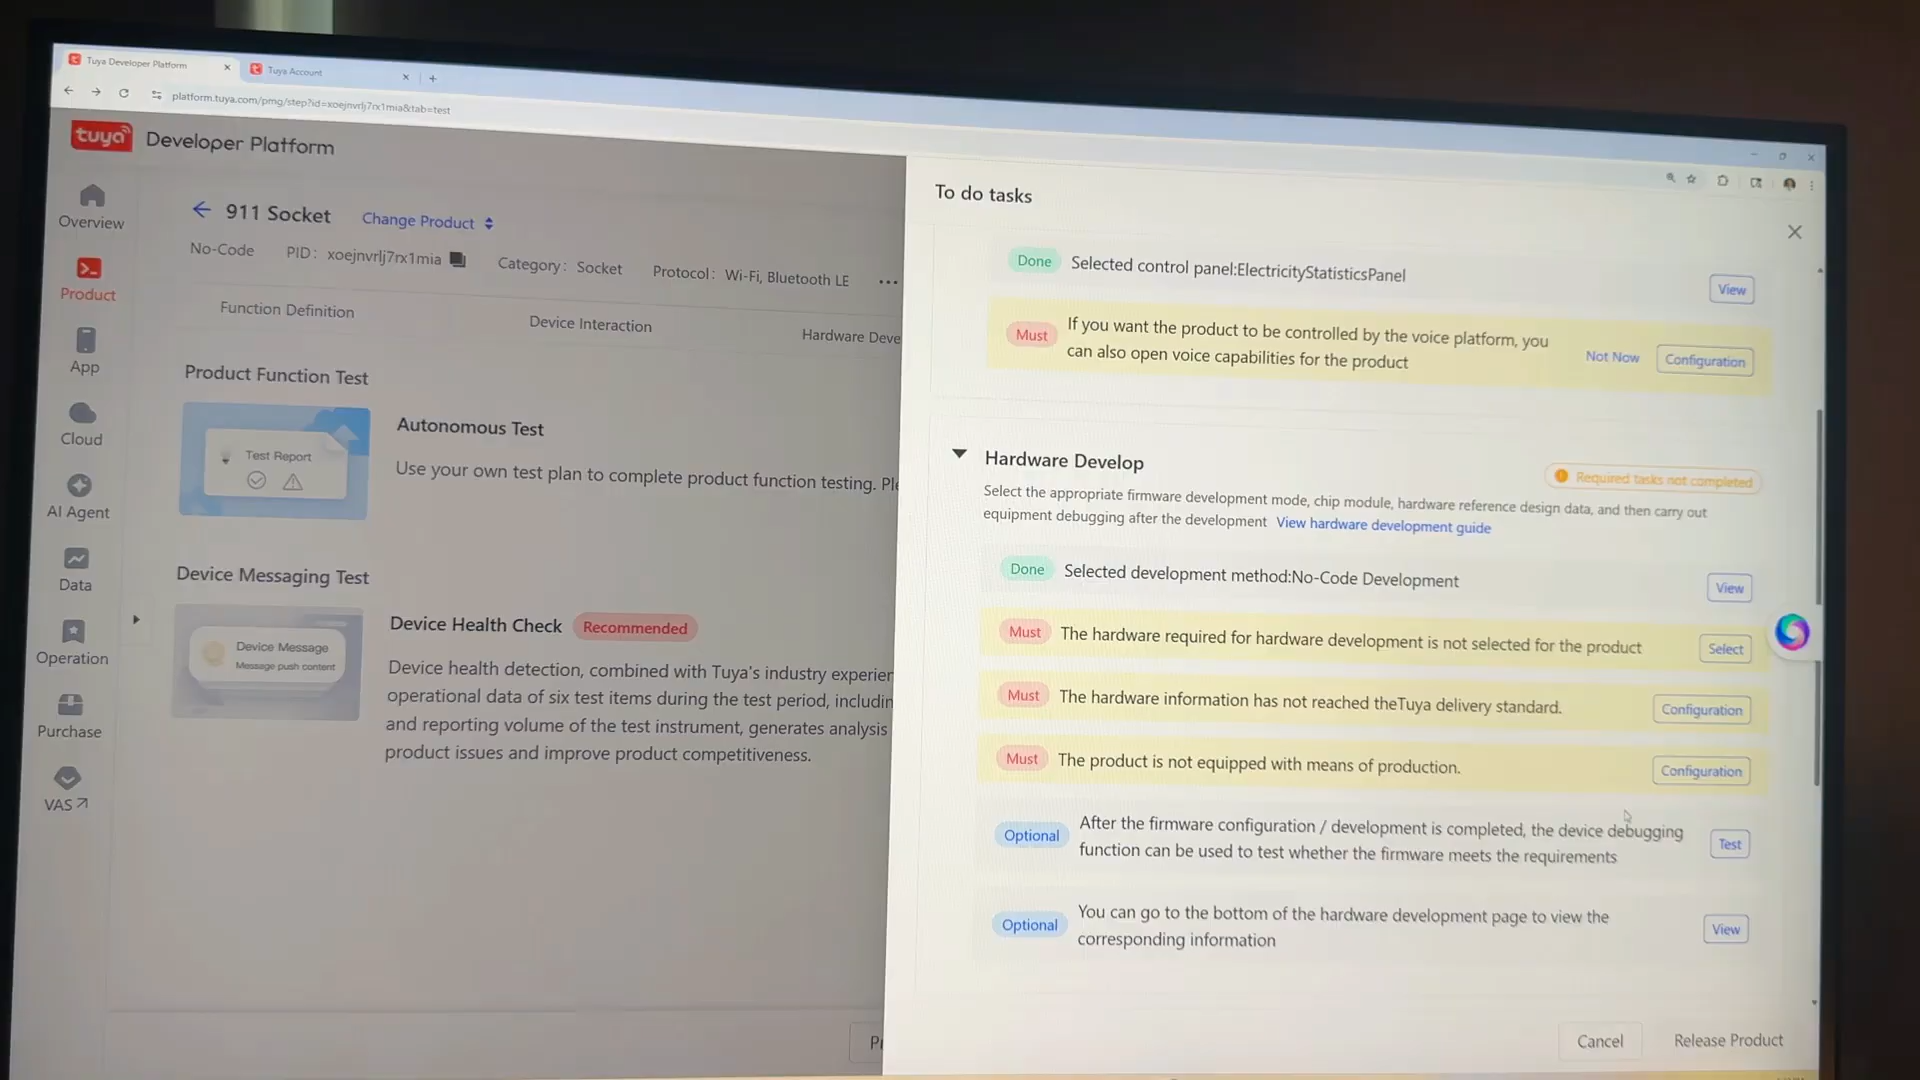 Tuya Developer Platform
Tuya Account
platform.tuya.com/pmg/step?id=xoejnvrlj7rx1mia&tab=test
tuya
Developer Platform
Overview
Product
App
Cloud
AI Agent
Data
Operation
Purchase
VAS
911 Socket
Change Product
No-Code
PID: xoejnvrlj7rx1mia
Category: Socket
Protocol: Wi-Fi, Bluetooth LE
Function Definition
Device Interaction
Hardware Deve
Product Function Test
Test Report
Autonomous Test
Use your own test plan to complete product function testing. Ple
Device Messaging Test
Device Message
Message push content
Device Health Check
Recommended
Device health detection, combined with Tuya's industry experien
operational data of six test items during the test period, includin
and reporting volume of the test instrument, generates analysis
product issues and improve product competitiveness.
To do tasks
Done
Selected control panel:ElectricityStatisticsPanel
View
Must
If you want the product to be controlled by the voice platform, you
can also open voice capabilities for the product
Not Now
Configuration
Hardware Develop
Required tasks not completed
Select the appropriate firmware development mode, chip module, hardware reference design data, and then carry out
equipment debugging after the development View hardware development guide
Done
Selected development method:No-Code Development
View
Must
The hardware required for hardware development is not selected for the product
Select
Must
The hardware information has not reached theTuya delivery standard.
Configuration
Must
The product is not equipped with means of production.
Configuration
Optional
After the firmware configuration / development is completed, the device debugging
function can be used to test whether the firmware meets the requirements
Test
Optional
You can go to the bottom of the hardware development page to view the
corresponding information
View
Cancel
Release Product